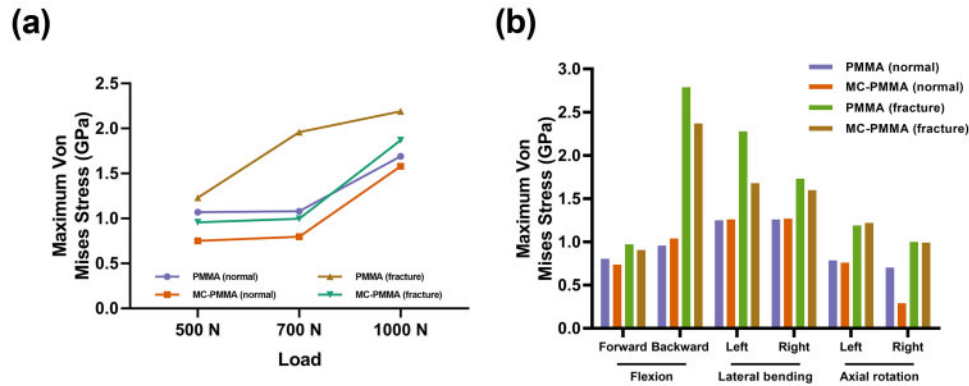 (a)
Maximum Von
Mises Stress (GPa)
2.5
2.0
1.5
1.0
0.5
0.0
PMMA (normal)
PMMA (fracture)
MC-PMMA (normal)
MC-PMMA (fracture)
500 N
700 N
1000 N
Load
(b)
Maximum Von
Mises Stress (GPa)
3.0
2.5
2.0
1.5
1.0
0.5
0.0
PMMA (normal)
MC-PMMA (normal)
PMMA (fracture)
MC-PMMA (fracture)
Forward Backward Left Right Left Right
Flexion Lateral bending Axial rotation